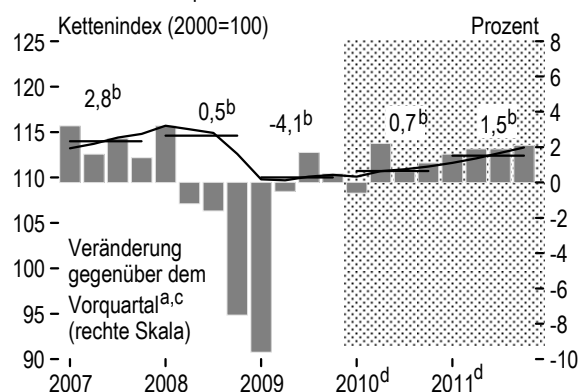 Kettenindex (2000=100) Prozent
125 8
120 6
115 4
110 2
105 0
100 -2
95 -4
90 -6
-8
-10
2,8b 0,5b -4,1b 0,7b 1,5b
Veränderung
gegenüber dem
Vorquartala,c
(rechte Skala)
2007 2008 2009 2010d 2011d